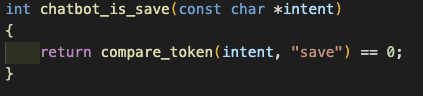 int chatbot_is_save(const char *intent)
{
    return compare_token(intent, "save") == 0;
}